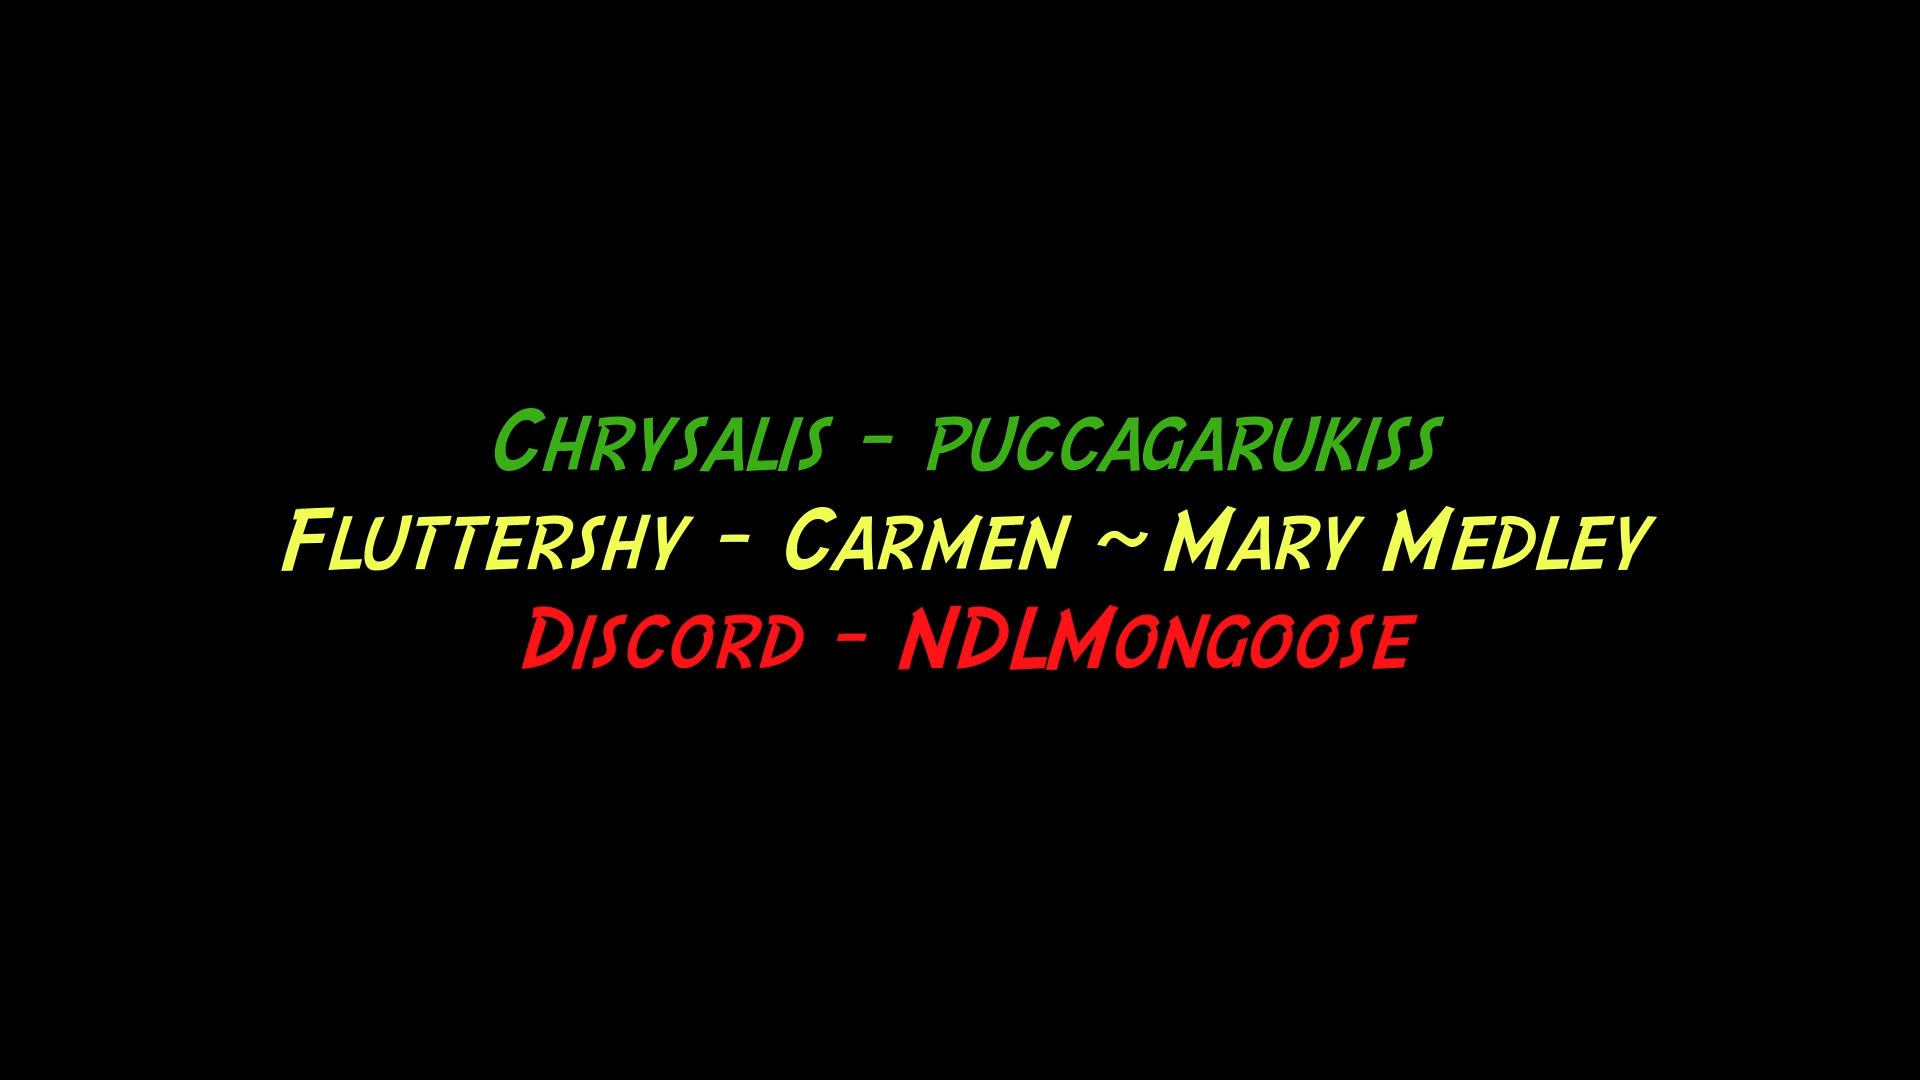 Chrysalis - puccagarukiss
Fluttershy - Carmen ~ Mary Medley
Discord - NDLMongoose